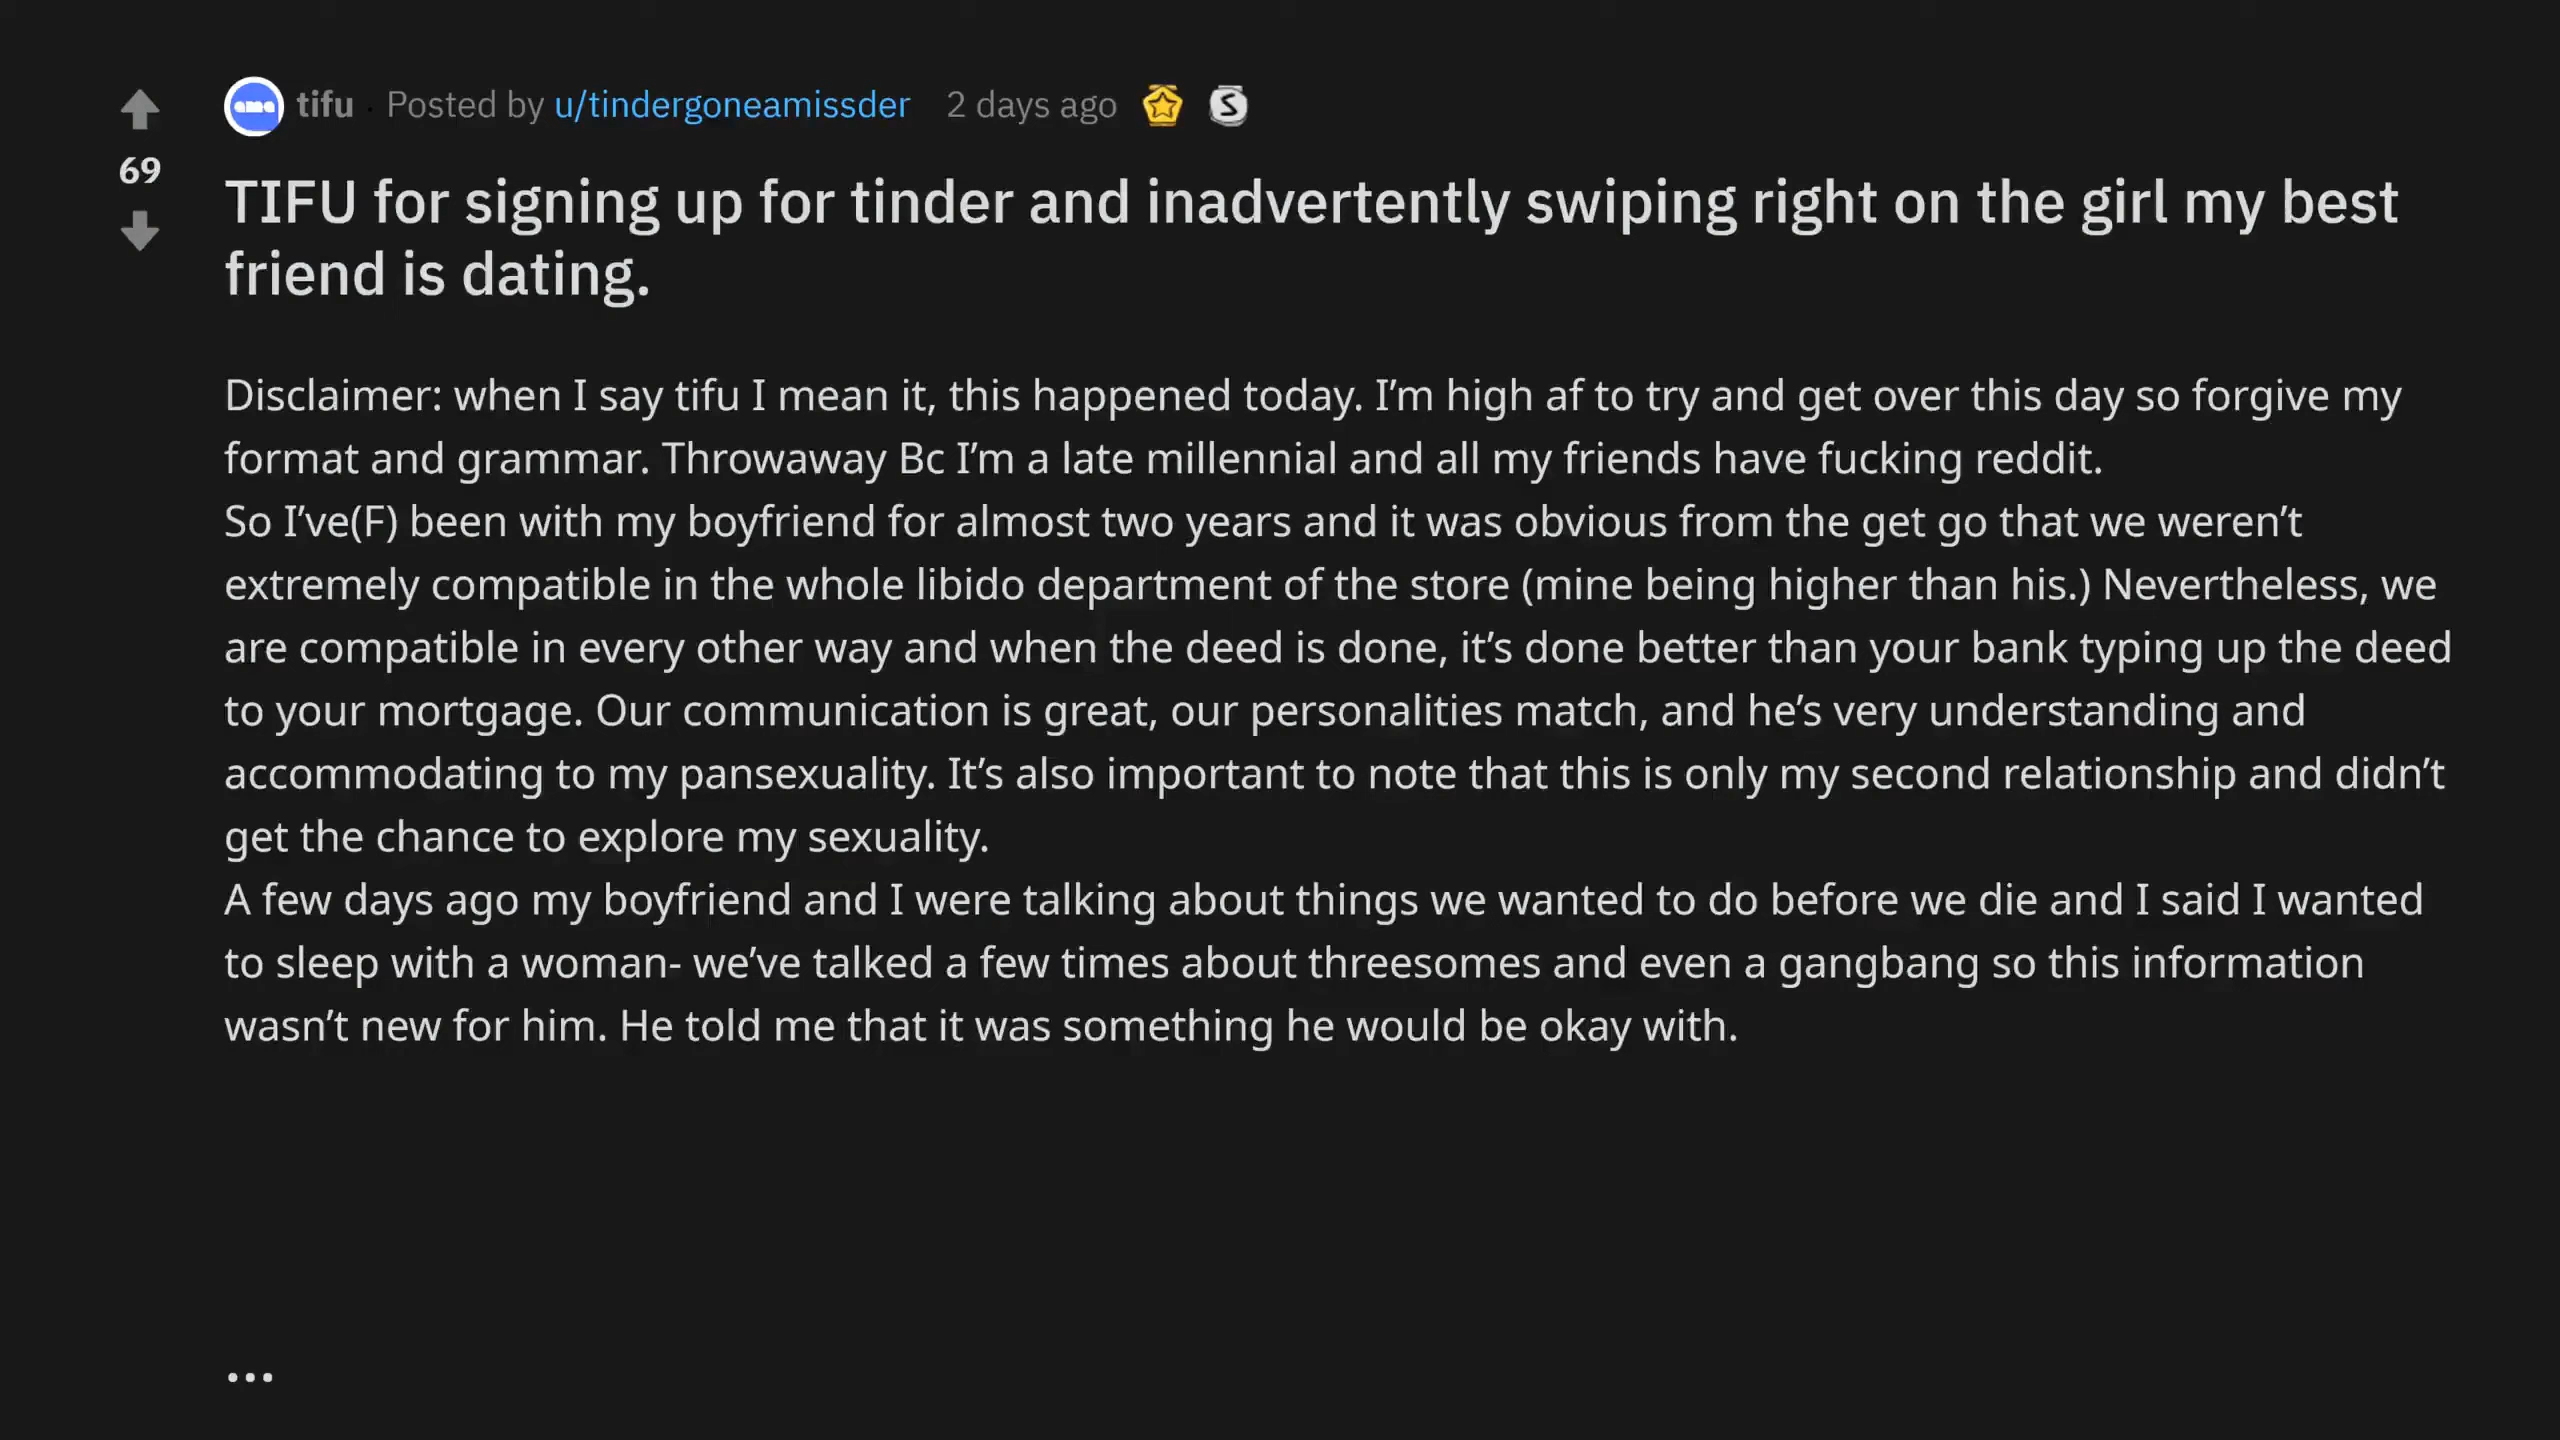 ama tifu · Posted by u/tindergoneamissder 2 days ago S
69
TIFU for signing up for tinder and inadvertently swiping right on the girl my best
friend is dating.
Disclaimer: when I say tifu I mean it, this happened today. I’m high af to try and get over this day so forgive my
format and grammar. Throwaway Bc I’m a late millennial and all my friends have fucking reddit.
So I’ve(F) been with my boyfriend for almost two years and it was obvious from the get go that we weren’t
extremely compatible in the whole libido department of the store (mine being higher than his.) Nevertheless, we
are compatible in every other way and when the deed is done, it’s done better than your bank typing up the deed
to your mortgage. Our communication is great, our personalities match, and he’s very understanding and
accommodating to my pansexuality. It’s also important to note that this is only my second relationship and didn’t
get the chance to explore my sexuality.
A few days ago my boyfriend and I were talking about things we wanted to do before we die and I said I wanted
to sleep with a woman- we’ve talked a few times about threesomes and even a gangbang so this information
wasn’t new for him. He told me that it was something he would be okay with.
...